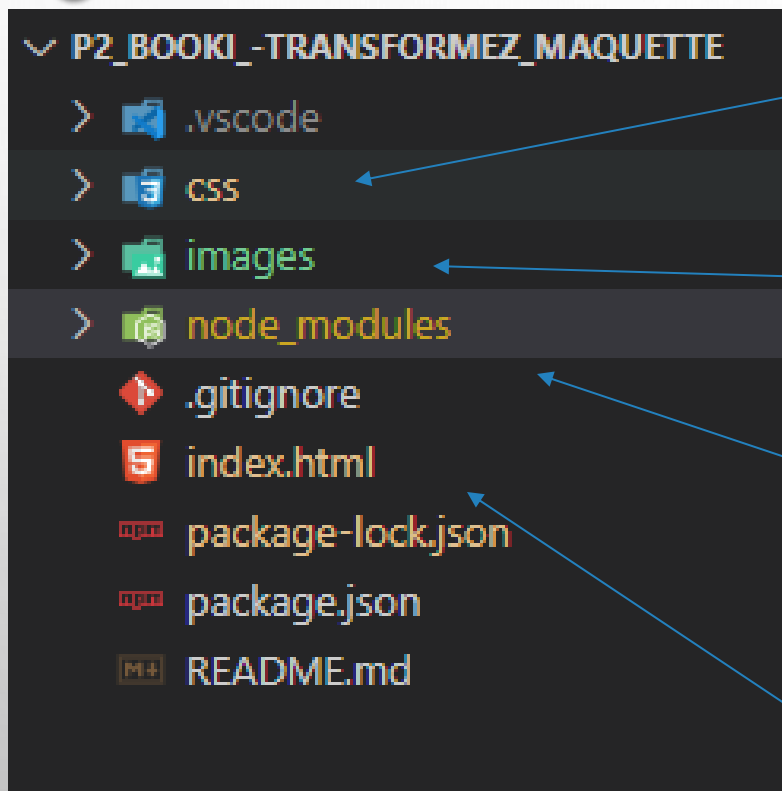 P2_BOOKI_-TRANSFORMEZ_MAQUETTE
.vscode
css
images
node_modules
.gitignore
index.html
package-lock.json
package.json
README.md